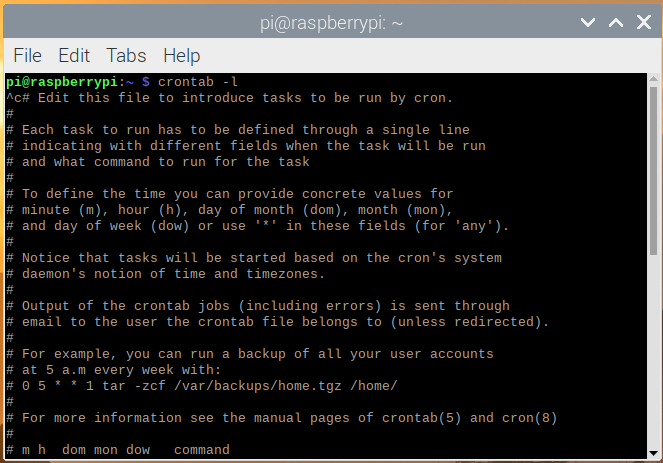 pi@raspberrypi: ~
File Edit Tabs Help
pi@raspberrypi:~ $ crontab -l
^c# Edit this file to introduce tasks to be run by cron.
#
# Each task to run has to be defined through a single line
# indicating with different fields when the task will be run
# and what command to run for the task
#
# To define the time you can provide concrete values for
# minute (m), hour (h), day of month (dom), month (mon),
# and day of week (dow) or use '*' in these fields (for 'any').
#
# Notice that tasks will be started based on the cron's system
# daemon's notion of time and timezones.
#
# Output of the crontab jobs (including errors) is sent through
# email to the user the crontab file belongs to (unless redirected).
#
# For example, you can run a backup of all your user accounts
# at 5 a.m every week with:
# 0 5 * * 1 tar -zcf /var/backups/home.tgz /home/
#
# For more information see the manual pages of crontab(5) and cron(8)
#
# m h  dom mon dow   command